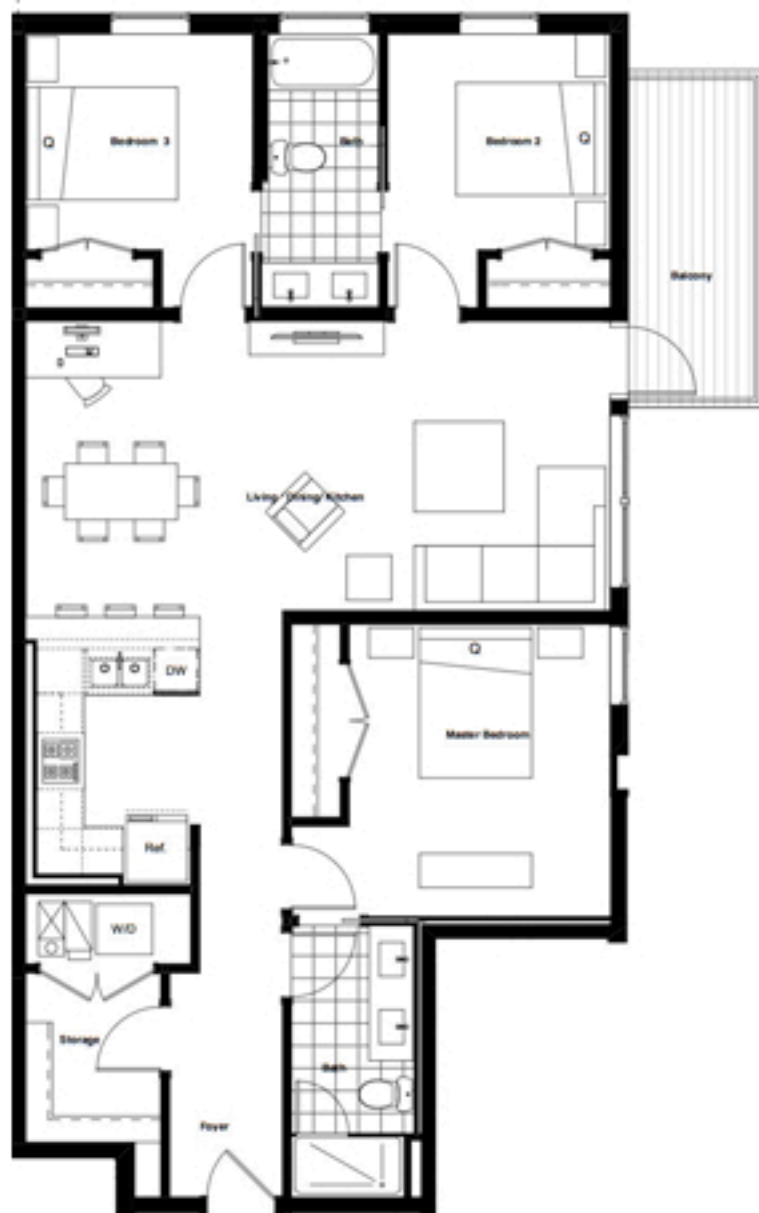 Bedroom 3
Bath
Bedroom 2
Q
Q
Balcony
Living / Dining/ Kitchen
DW
Q
Master Bedroom
Ref.
W/D
Storage
Bath
Foyer